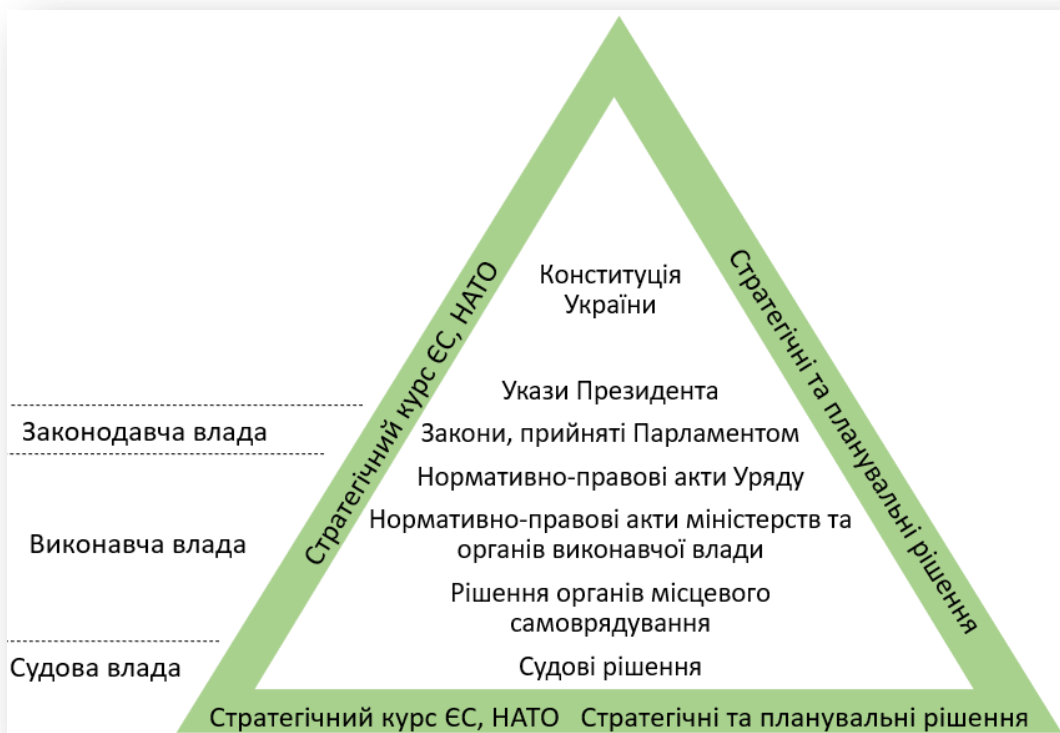 Конституція
України
Стратегічний курс ЄС, НАТО
Стратегічні та планувальні рішення
Укази Президента
Законодавча влада
Закони, прийняті Парламентом
Нормативно-правові акти Уряду
Виконавча влада
Нормативно-правові акти міністерств та
органів виконавчої влади
Рішення органів місцевого
самоврядування
Судова влада
Судові рішення
Стратегічний курс ЄС, НАТО Стратегічні та планувальні рішення